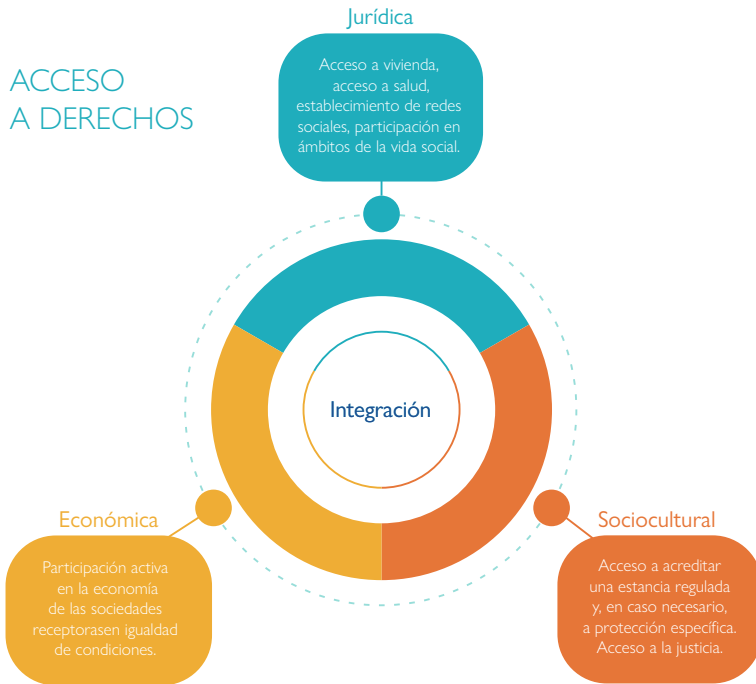 Jurídica
Acceso a vivienda,
acceso a salud,
establecimiento de redes
sociales, participación en
ámbitos de la vida social.
ACCESO
A DERECHOS
Integración
Económica
Participación activa
en la economía
de las sociedades
receptorasen igualdad
de condiciones.
Sociocultural
Acceso a acreditar
una estancia regulada
y, en caso necesario,
a protección específica.
Acceso a la justicia.